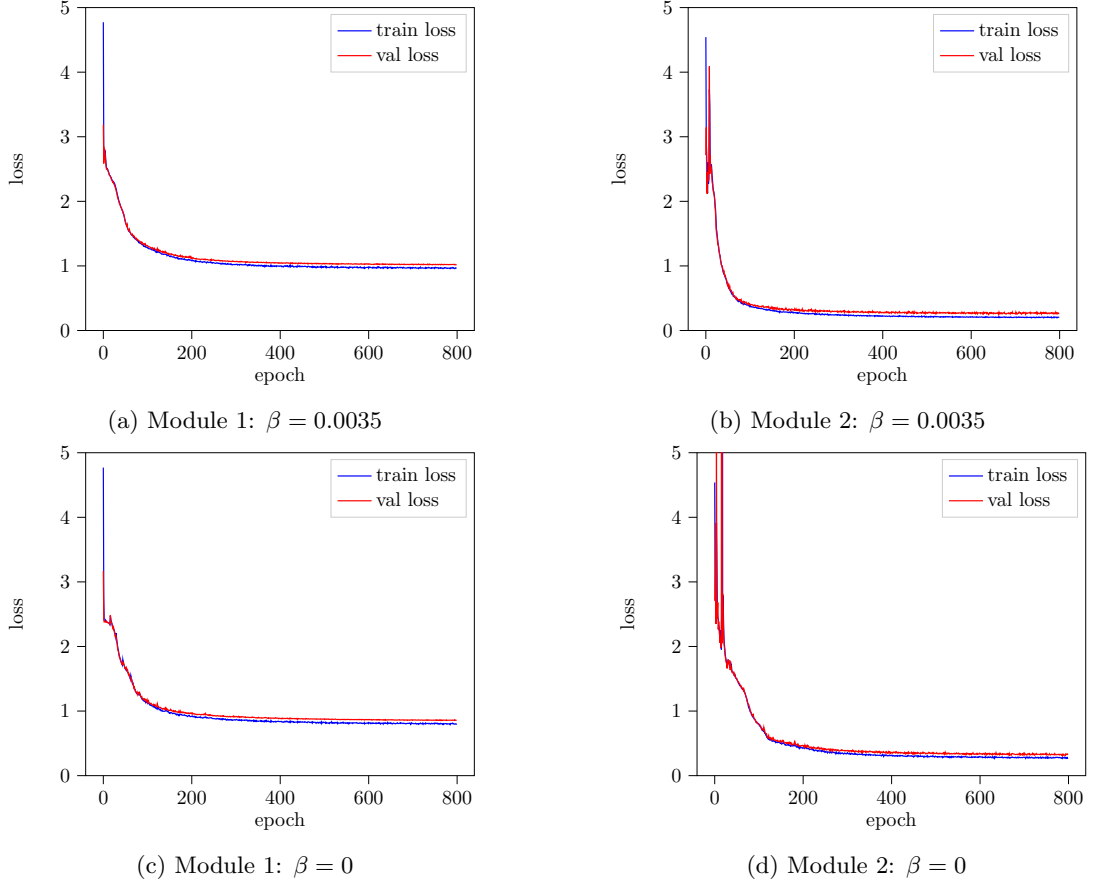 5
4
3
2
1
0
loss
0 200 400 600 800
epoch
train loss
val loss
(a) Module 1: β = 0.0035
5
4
3
2
1
0
loss
0 200 400 600 800
epoch
train loss
val loss
(b) Module 2: β = 0.0035
5
4
3
2
1
0
loss
0 200 400 600 800
epoch
train loss
val loss
(c) Module 1: β = 0
5
4
3
2
1
0
loss
0 200 400 600 800
epoch
train loss
val loss
(d) Module 2: β = 0